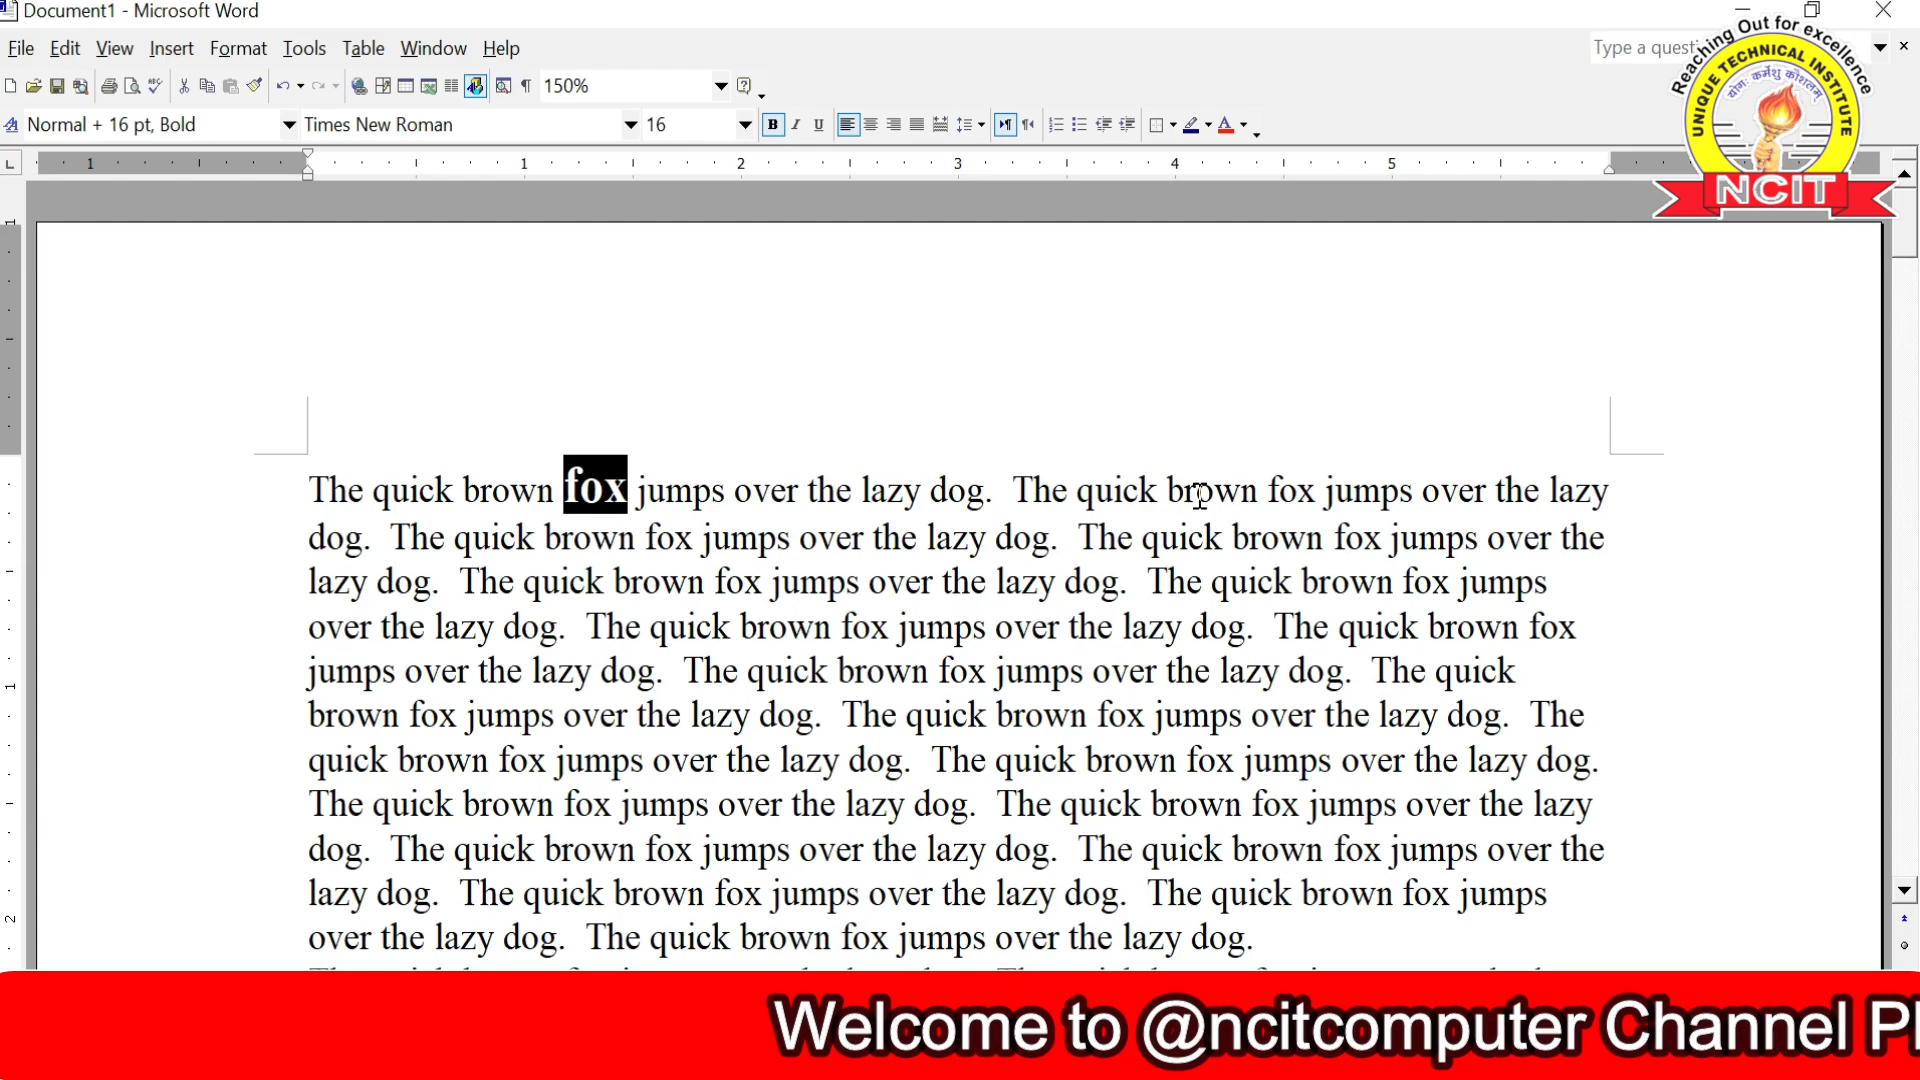 Document1 - Microsoft Word
File Edit View Insert Format Tools Table Window Help
Type a quest
150%
Normal + 16 pt, Bold Times New Roman 16 B I U
1 1 2 3 4 5
Reaching Out for excellence
UNIQUE TECHNICAL INSTITUTE
योगः कर्मशु कौशलम्
NCIT
The quick brown fox jumps over the lazy dog. The quick brown fox jumps over the lazy
dog. The quick brown fox jumps over the lazy dog. The quick brown fox jumps over the
lazy dog. The quick brown fox jumps over the lazy dog. The quick brown fox jumps
over the lazy dog. The quick brown fox jumps over the lazy dog. The quick brown fox
jumps over the lazy dog. The quick brown fox jumps over the lazy dog. The quick
brown fox jumps over the lazy dog. The quick brown fox jumps over the lazy dog. The
quick brown fox jumps over the lazy dog. The quick brown fox jumps over the lazy dog.
The quick brown fox jumps over the lazy dog. The quick brown fox jumps over the lazy
dog. The quick brown fox jumps over the lazy dog. The quick brown fox jumps over the
lazy dog. The quick brown fox jumps over the lazy dog. The quick brown fox jumps
over the lazy dog. The quick brown fox jumps over the lazy dog.
Welcome to @ncitcomputer Channel Pl